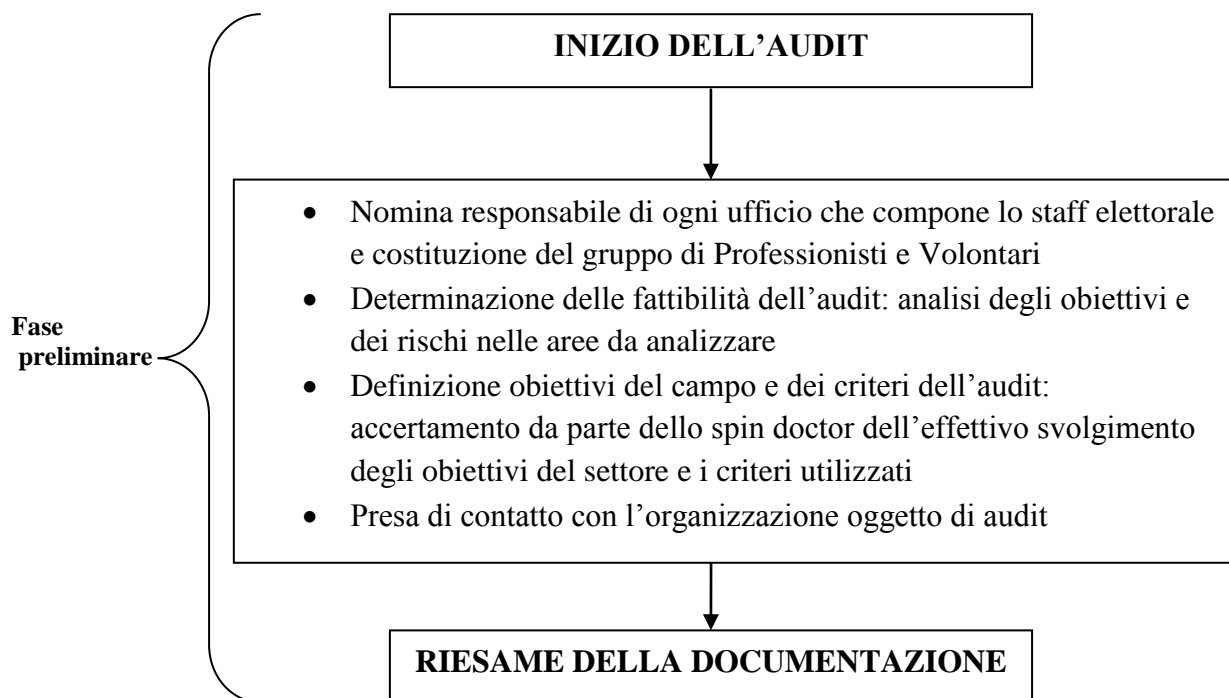 INIZIO DELL’AUDIT
• Nomina responsabile di ogni ufficio che compone lo staff elettorale
e costituzione del gruppo di Professionisti e Volontari
• Determinazione delle fattibilità dell’audit: analisi degli obiettivi e
dei rischi nelle aree da analizzare
Fase
preliminare
• Definizione obiettivi del campo e dei criteri dell’audit:
accertamento da parte dello spin doctor dell’effettivo svolgimento
degli obiettivi del settore e i criteri utilizzati
• Presa di contatto con l’organizzazione oggetto di audit
RIESAME DELLA DOCUMENTAZIONE